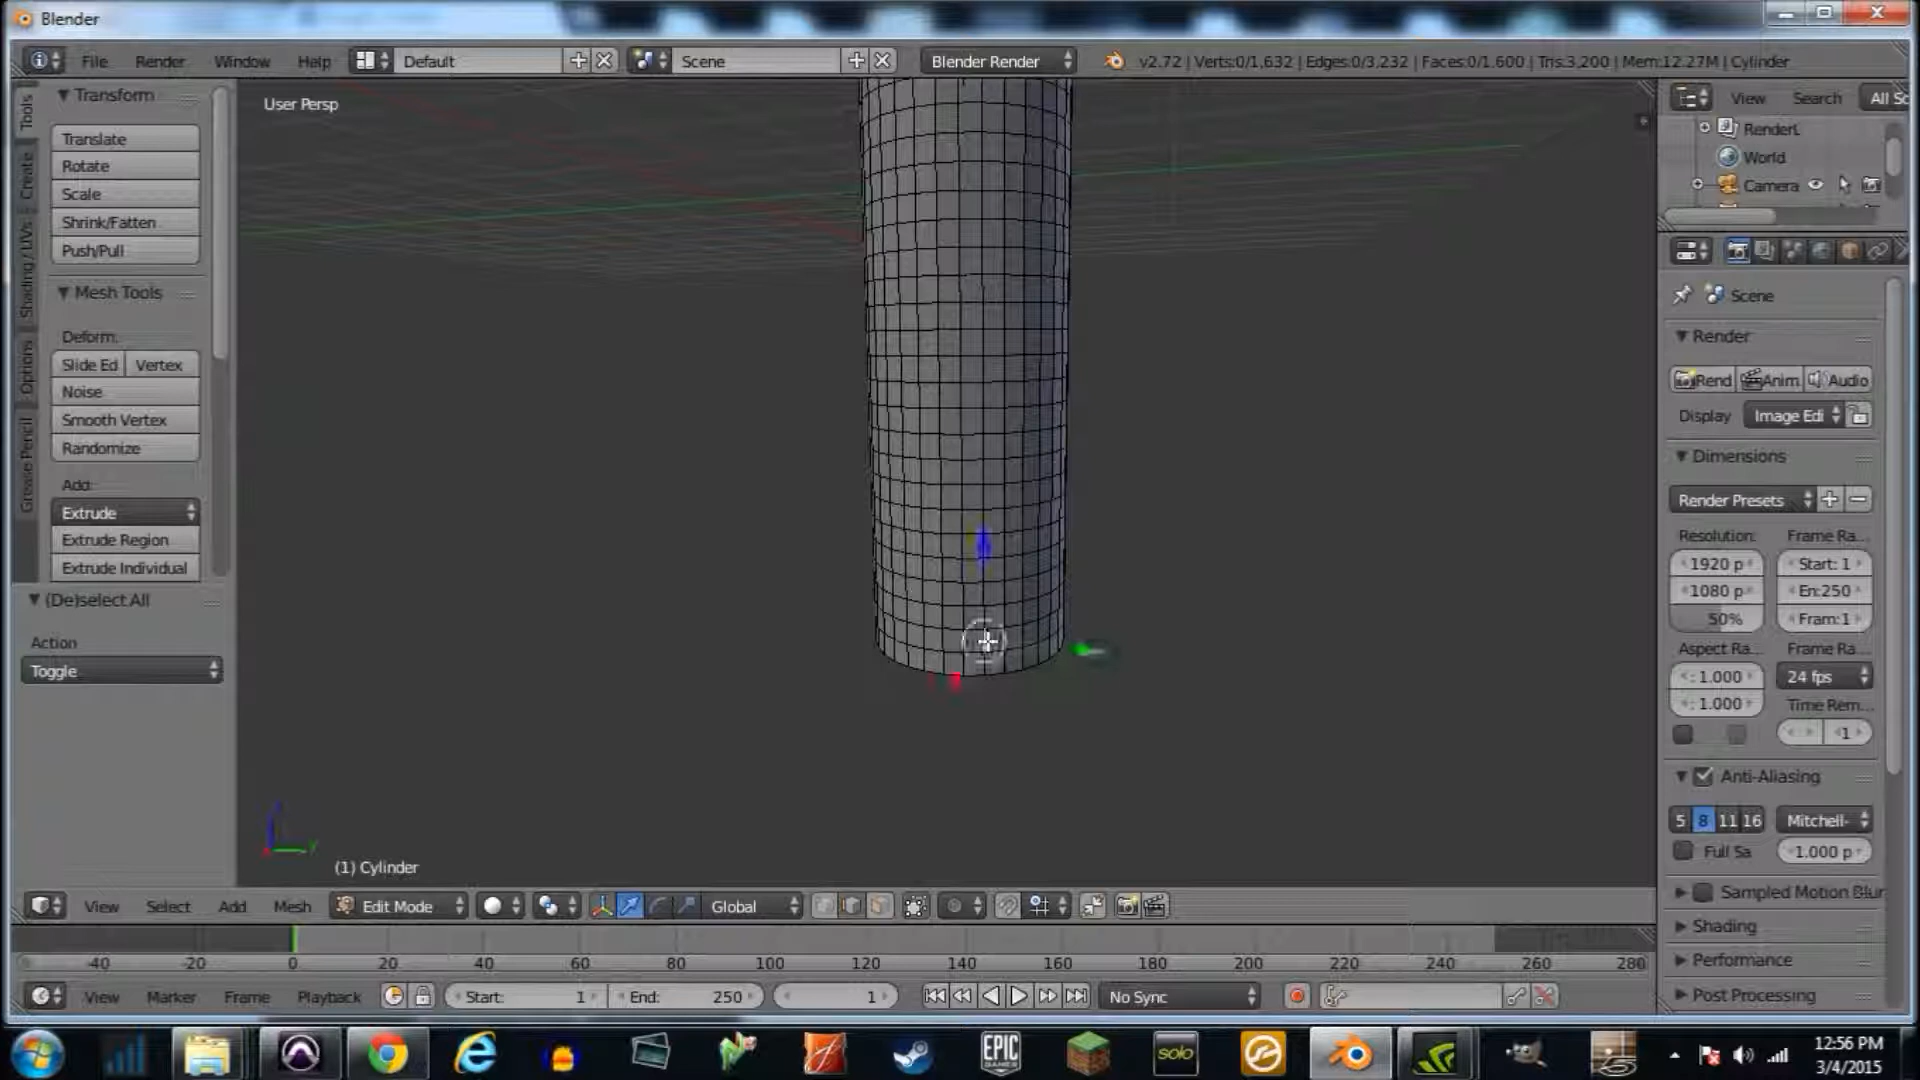 Blender
File Render Window Help Default Scene Blender Render v2.72 | Verts:0/1,632 | Edges:0/3,232 | Faces:0/1,600 | Tris:3,200 | Mem:12.27M | Cylinder
Tools
Create
Shading / UVs
Options
Grease Pencil
Transform
Translate
Rotate
Scale
Shrink/Fatten
Push/Pull
Mesh Tools
Deform:
Slide Ed Vertex
Noise
Smooth Vertex
Randomize
Add:
Extrude
Extrude Region
Extrude Individual
(De)select All
Action
Toggle
User Persp
(1) Cylinder
View Search All Sc
RenderL
World
Camera
Scene
Render
Rend Anim Audio
Display Image Edi
Dimensions
Render Presets
Resolution: Frame Ra...
1920 p Start: 1
1080 p En:250
50% Fram:1
Aspect Ra... Frame Ra...
: 1.000 24 fps
: 1.000 Time Rem...
1
Anti-Aliasing
5 8 11 16 Mitchell-
Full Sa 1.000 p
Sampled Motion Blur
Shading
Performance
Post Processing
View Select Add Mesh Edit Mode Global
-40 -20 0 20 40 60 80 100 120 140 160 180 200 220 240 260 280
View Marker Frame Playback Start: 1 End: 250 1 No Sync
EPIC GAMES
solo
12:56 PM
3/4/2015